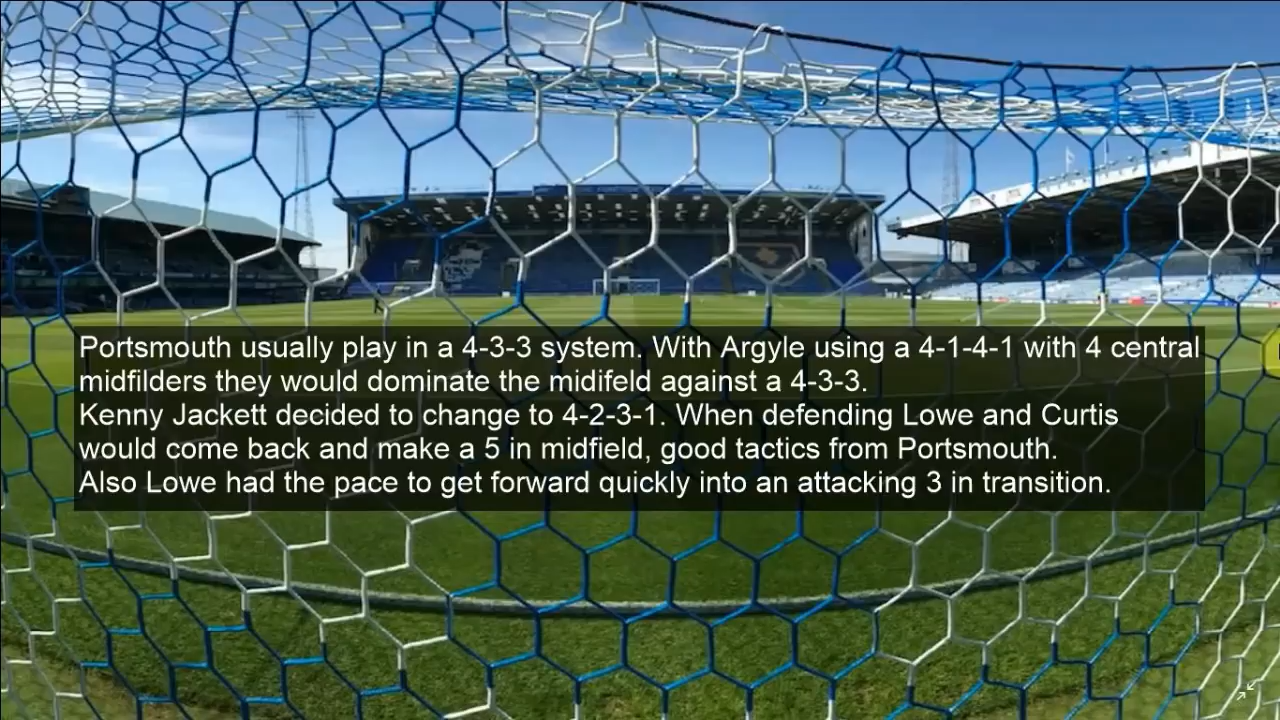 Portsmouth usually play in a 4-3-3 system. With Argyle using a 4-1-4-1 with 4 central
midfilders they would dominate the midifeld against a 4-3-3.
Kenny Jackett decided to change to 4-2-3-1. When defending Lowe and Curtis
would come back and make a 5 in midfield, good tactics from Portsmouth.
Also Lowe had the pace to get forward quickly into an attacking 3 in transition.